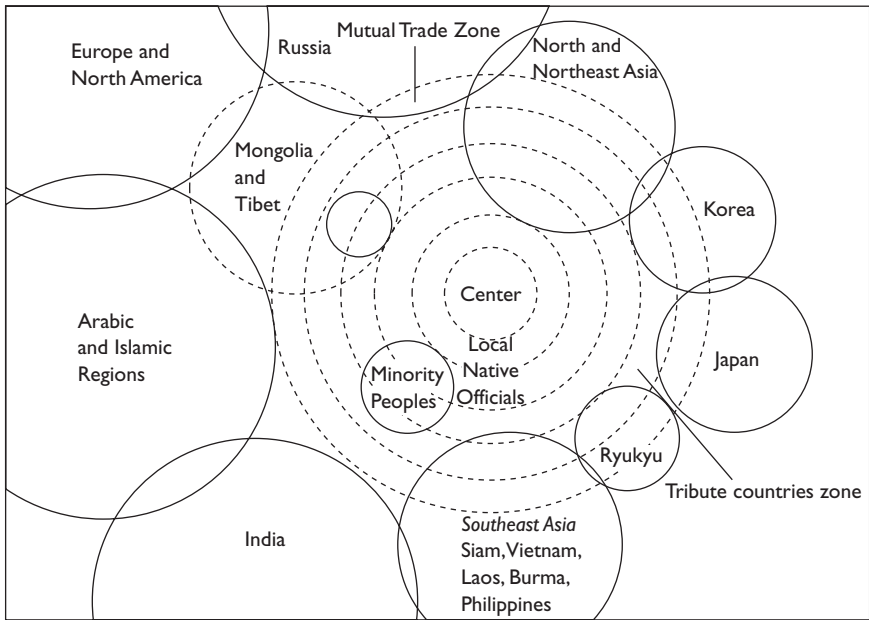 Europe and
North America
Russia
Mutual Trade Zone
North and
Northeast Asia
Mongolia
and
Tibet
Korea
Center
Arabic
and Islamic
Regions
Local
Native
Officials
Minority
Peoples
Japan
Ryukyu
Tribute countries zone
India
Southeast Asia
Siam, Vietnam,
Laos, Burma,
Philippines